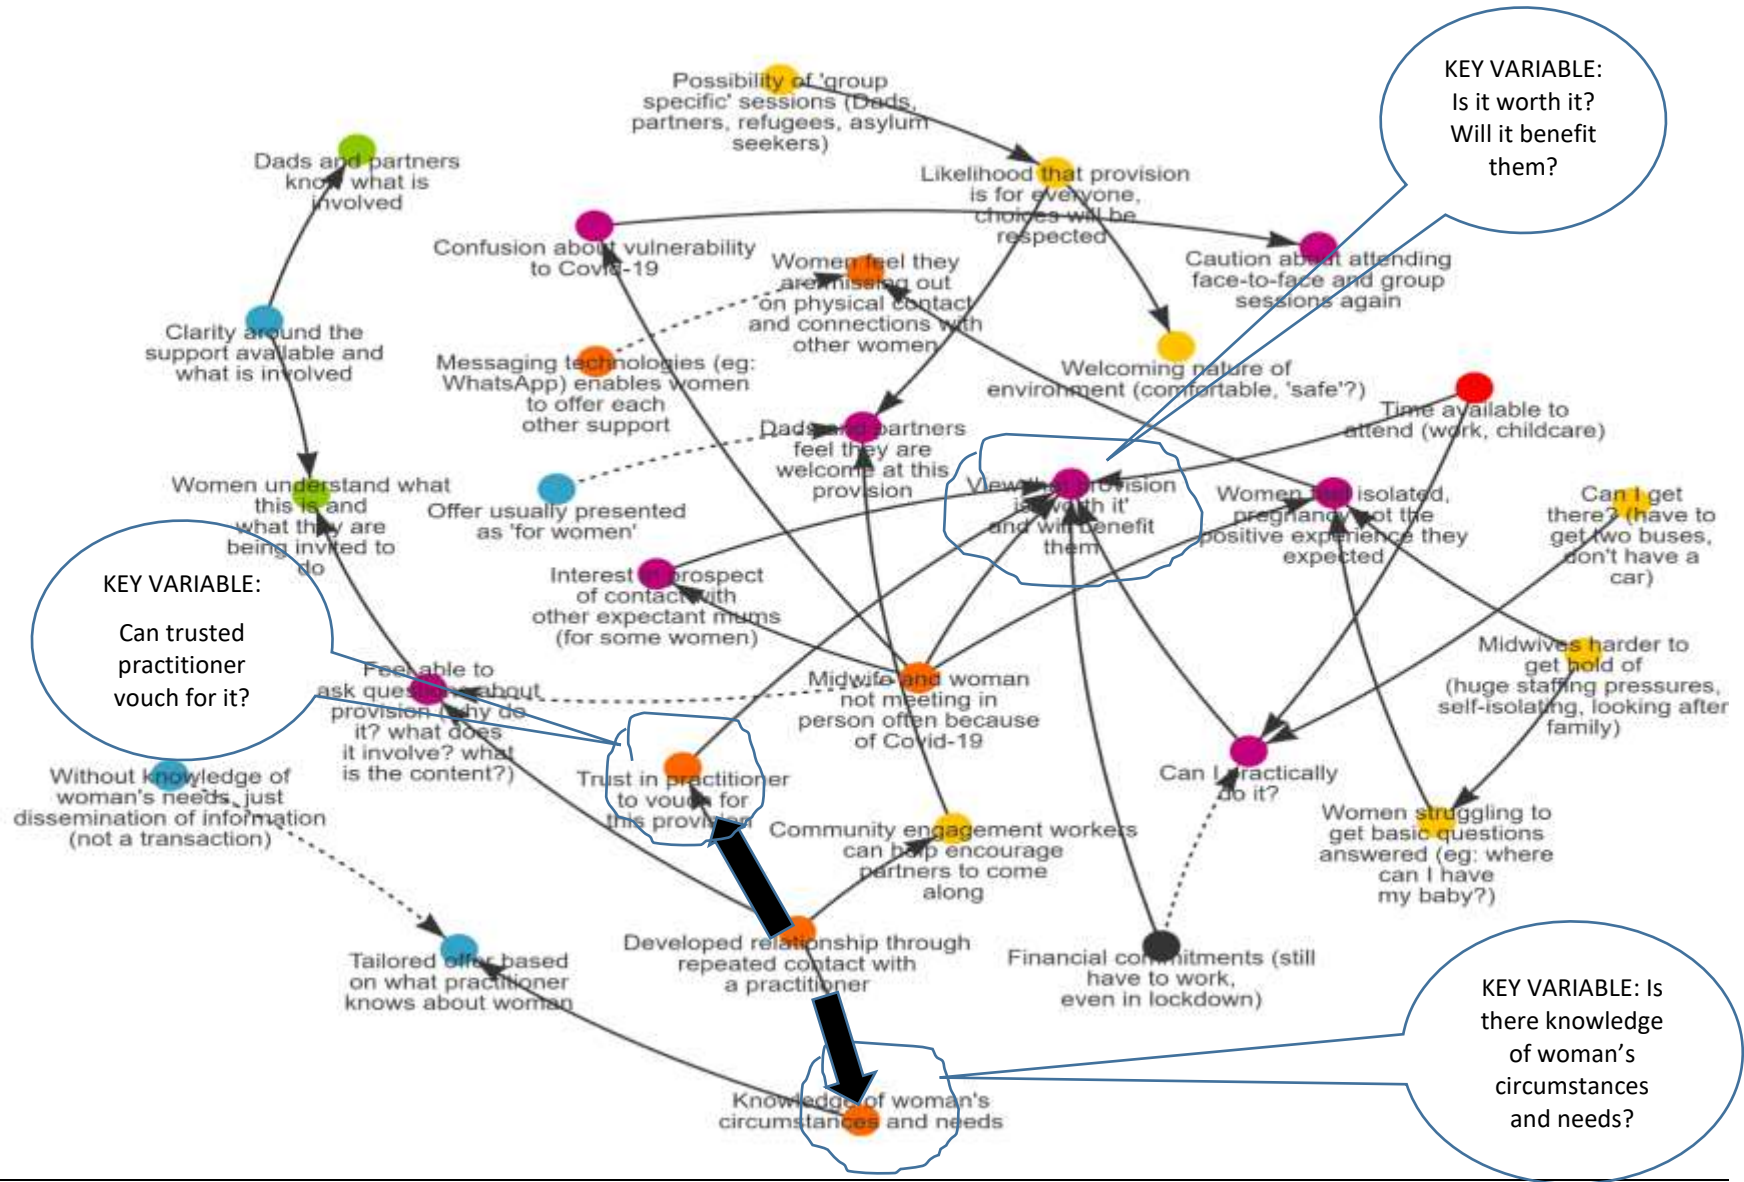 KEY VARIABLE:
Is it worth it?
Will it benefit
them?
Possibility of 'group
specific' sessions (Dads,
partners, refugees, asylum
seekers)
Dads and partners
know what is
involved
Likelihood that provision
is for everyone,
choices will be
respected
Confusion about vulnerability
to Covid-19
Women feel they
are missing out
on physical contact
and connections with
other women
Caution about attending
face-to-face and group
sessions again
Clarity around the
support available and
what is involved
Messaging technologies (eg:
WhatsApp) enables women
to offer each
other support
Welcoming nature of
environment (comfortable, 'safe'?)
Time available to
attend (work, childcare)
Dads and partners
feel they are
welcome at this
provision
Women understand what
this is and
what they are
being invited to
do
Offer usually presented
as 'for women'
View that provision
is 'worth it'
and will benefit
them
Women feel isolated,
pregnancy not the
positive experience they
expected
Can I get
there? (have to
get two buses,
don't have a
car)
KEY VARIABLE:
Can trusted
practitioner
vouch for it?
Interest in prospect
of contact with
other expectant mums
(for some women)
Feel able to
ask questions about
provision (why do
it? what does
it involve? what
is the content?)
Midwife and woman
not meeting in
person often because
of Covid-19
Midwives harder to
get hold of
(huge staffing pressures,
self-isolating, looking after
family)
Without knowledge of
woman's needs, just
dissemination of information
(not a transaction)
Trust in practitioner
to vouch for
this provision
Can I practically
do it?
Community engagement workers
can help encourage
partners to come
along
Women struggling to
get basic questions
answered (eg: where
can I have
my baby?)
Tailored offer based
on what practitioner
knows about woman
Developed relationship through
repeated contact with
a practitioner
Financial commitments (still
have to work,
even in lockdown)
KEY VARIABLE: Is
there knowledge
of woman's
circumstances
and needs?
Knowledge of woman's
circumstances and needs